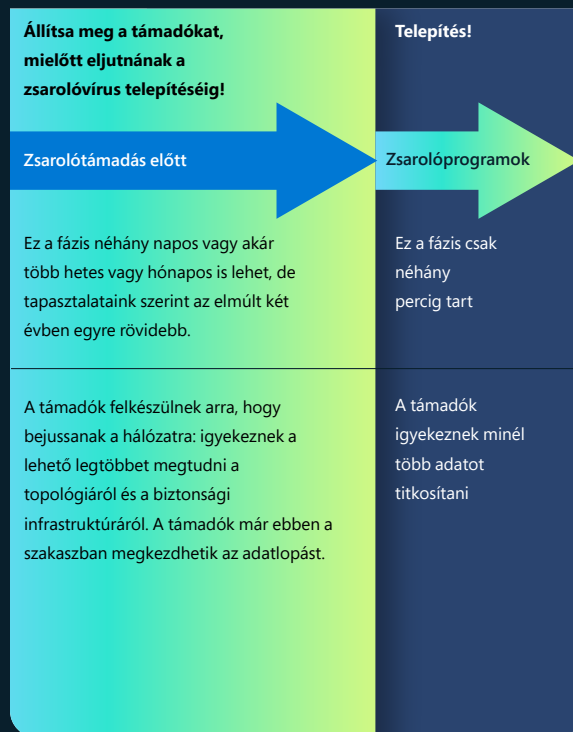 Állítsa meg a támadókat,
mielőtt eljutnának a
zsarolóvírus telepítéséig!
Telepítés!
Zsarolótámadás előtt
Zsarolóprogramok
Ez a fázis néhány napos vagy akár
több hetes vagy hónapos is lehet, de
tapasztalataink szerint az elmúlt két
évben egyre rövidebb.
Ez a fázis csak
néhány
percig tart
A támadók felkészülnek arra, hogy
bejussanak a hálózatra: igyekeznek a
lehető legtöbbet megtudni a
topológiáról és a biztonsági
infrastruktúráról. A támadók már ebben a
szakaszban megkezdhetik az adatlopást.
A támadók
igyekeznek minél
több adatot
titkosítani